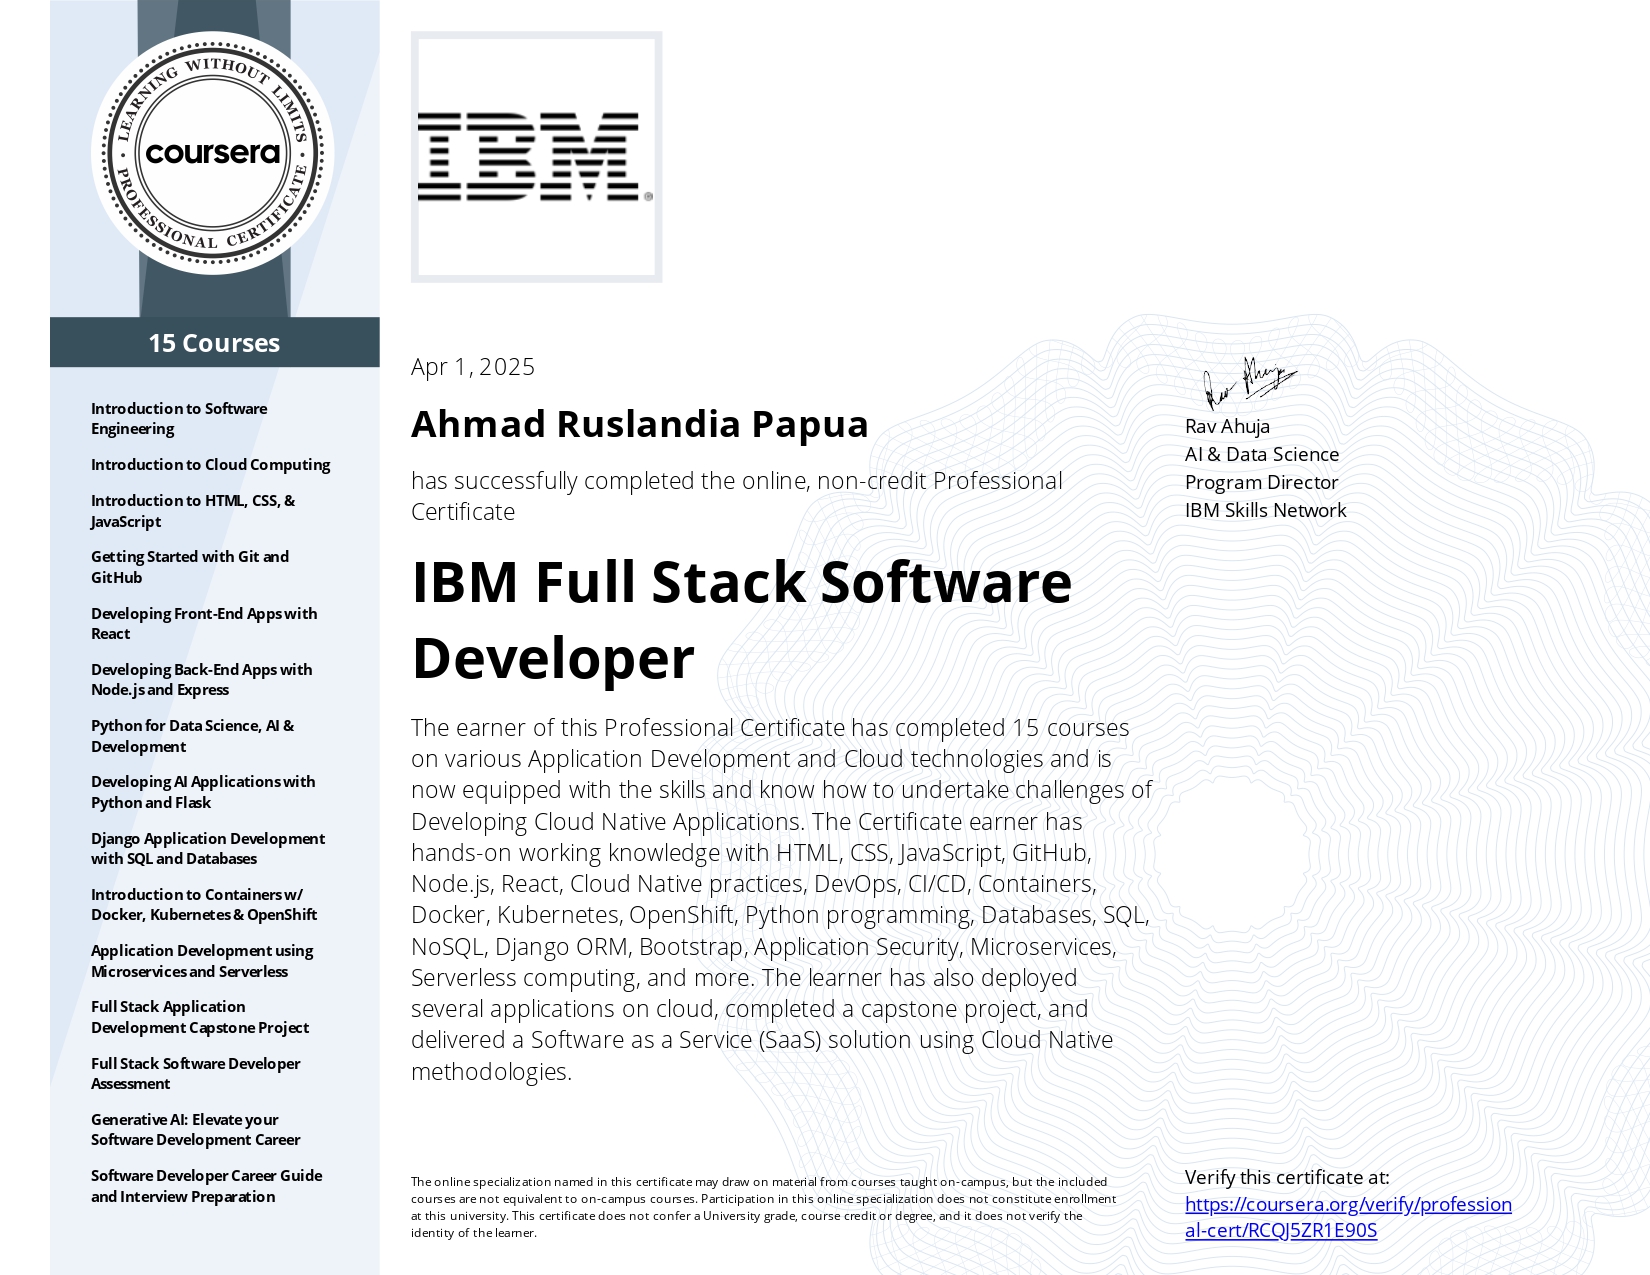 LEARNING WITHOUT LIMITS
coursera
PROFESSIONAL CERTIFICATE
15 Courses
Introduction to Software
Engineering
Introduction to Cloud Computing
Introduction to HTML, CSS, &
JavaScript
Getting Started with Git and
GitHub
Developing Front-End Apps with
React
Developing Back-End Apps with
Node.js and Express
Python for Data Science, AI &
Development
Developing AI Applications with
Python and Flask
Django Application Development
with SQL and Databases
Introduction to Containers w/
Docker, Kubernetes & OpenShift
Application Development using
Microservices and Serverless
Full Stack Application
Development Capstone Project
Full Stack Software Developer
Assessment
Generative AI: Elevate your
Software Development Career
Software Developer Career Guide
and Interview Preparation
IBM®
Apr 1, 2025
Ahmad Ruslandia Papua
has successfully completed the online, non-credit Professional
Certificate
IBM Full Stack Software
Developer
The earner of this Professional Certificate has completed 15 courses
on various Application Development and Cloud technologies and is
now equipped with the skills and know how to undertake challenges of
Developing Cloud Native Applications. The Certificate earner has
hands-on working knowledge with HTML, CSS, JavaScript, GitHub,
Node.js, React, Cloud Native practices, DevOps, CI/CD, Containers,
Docker, Kubernetes, OpenShift, Python programming, Databases, SQL,
NoSQL, Django ORM, Bootstrap, Application Security, Microservices,
Serverless computing, and more. The learner has also deployed
several applications on cloud, completed a capstone project, and
delivered a Software as a Service (SaaS) solution using Cloud Native
methodologies.
The online specialization named in this certificate may draw on material from courses taught on-campus, but the included
courses are not equivalent to on-campus courses. Participation in this online specialization does not constitute enrollment
at this university. This certificate does not confer a University grade, course credit or degree, and it does not verify the
identity of the learner.
Rav Ahuja
Rav Ahuja
AI & Data Science
Program Director
IBM Skills Network
Verify this certificate at:
https://coursera.org/verify/profession
al-cert/RCQJ5ZR1E90S